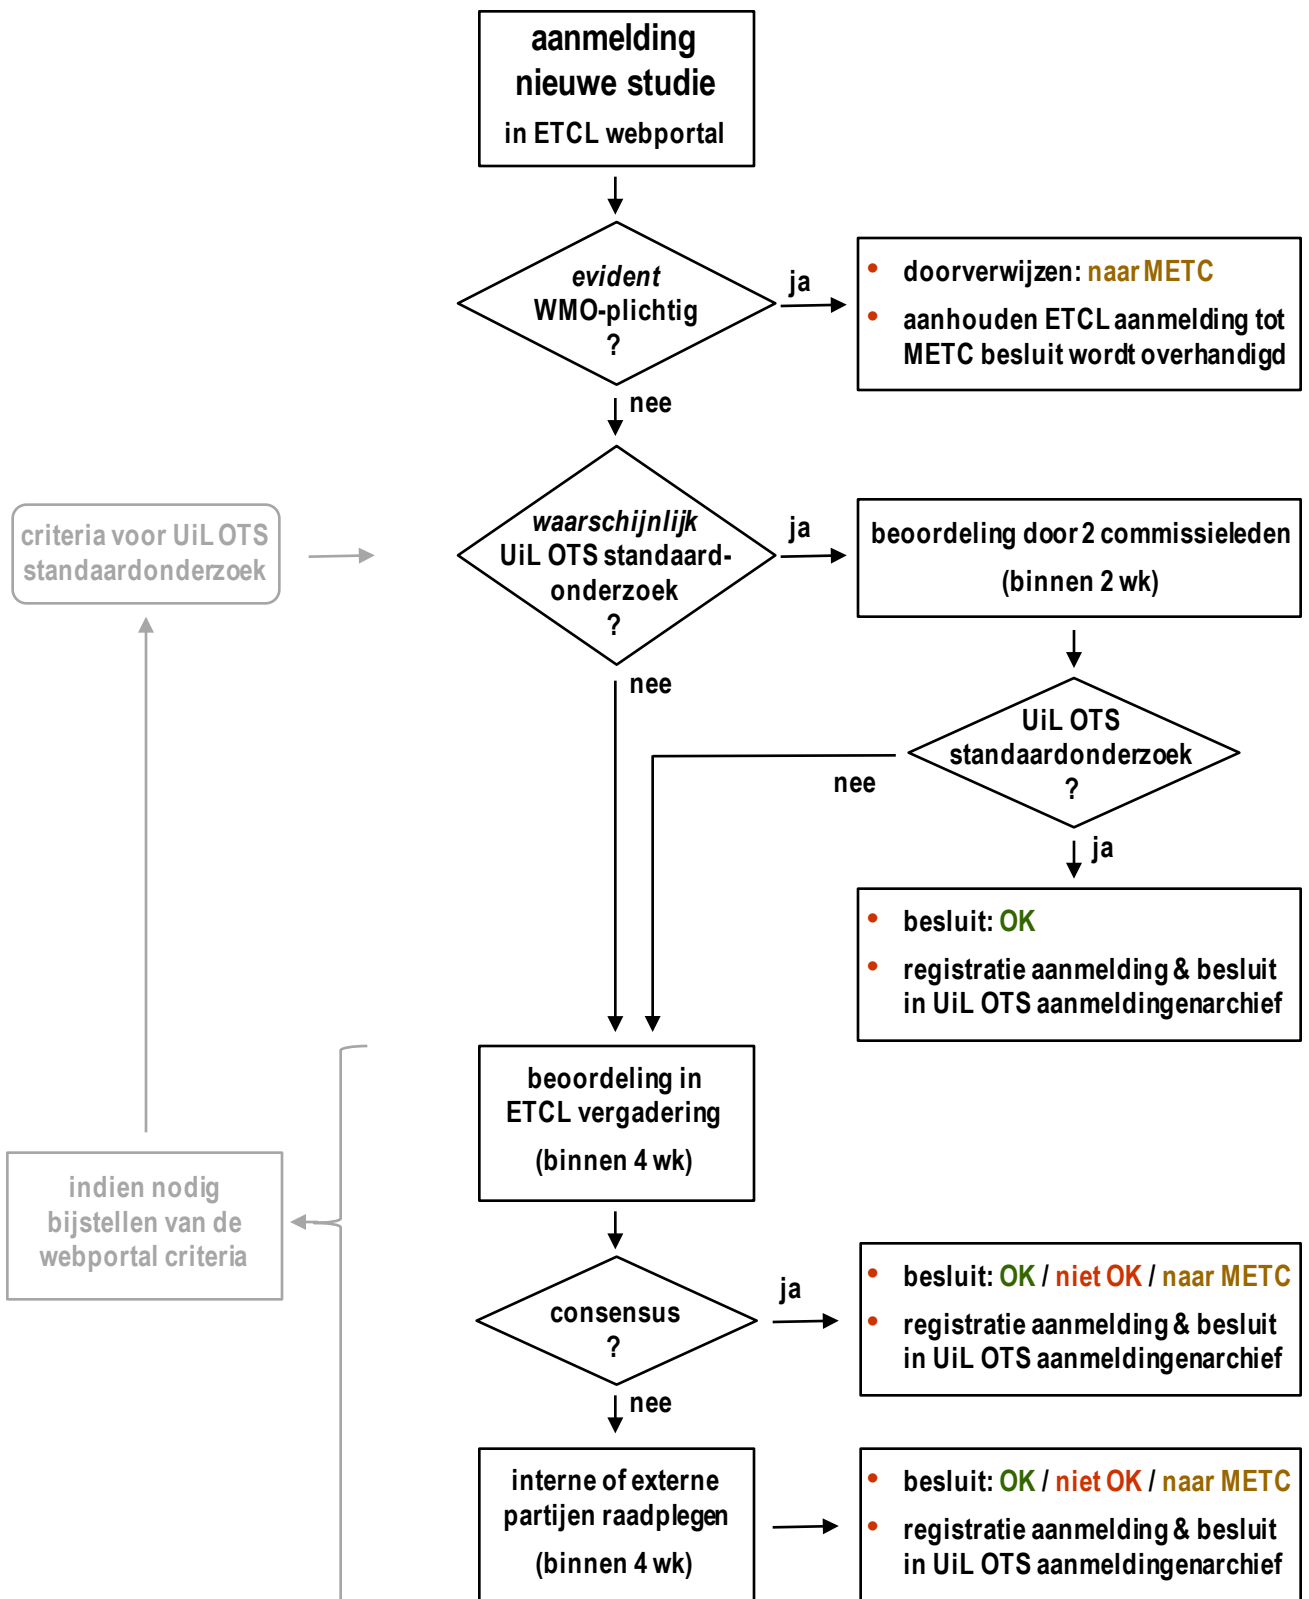 aanmelding
nieuwe studie
in ETCL webportal
evident
WMO-plichtig
?
ja
• doorverwijzen: naar METC
• aanhouden ETCL aanmelding tot
METC besluit wordt overhandigd
nee
criteria voor UiL OTS
standaardonderzoek
waarschijnlijk
UiL OTS standaard-
onderzoek
?
ja
beoordeling door 2 commissieleden
(binnen 2 wk)
nee
UiL OTS
standaardonderzoek
?
nee
ja
• besluit: OK
• registratie aanmelding & besluit
in UiL OTS aanmeldingenarchief
beoordeling in
ETCL vergadering
(binnen 4 wk)
indien nodig
bijstellen van de
webportal criteria
consensus
?
ja
• besluit: OK / niet OK / naar METC
• registratie aanmelding & besluit
in UiL OTS aanmeldingenarchief
nee
interne of externe
partijen raadplegen
(binnen 4 wk)
• besluit: OK / niet OK / naar METC
• registratie aanmelding & besluit
in UiL OTS aanmeldingenarchief